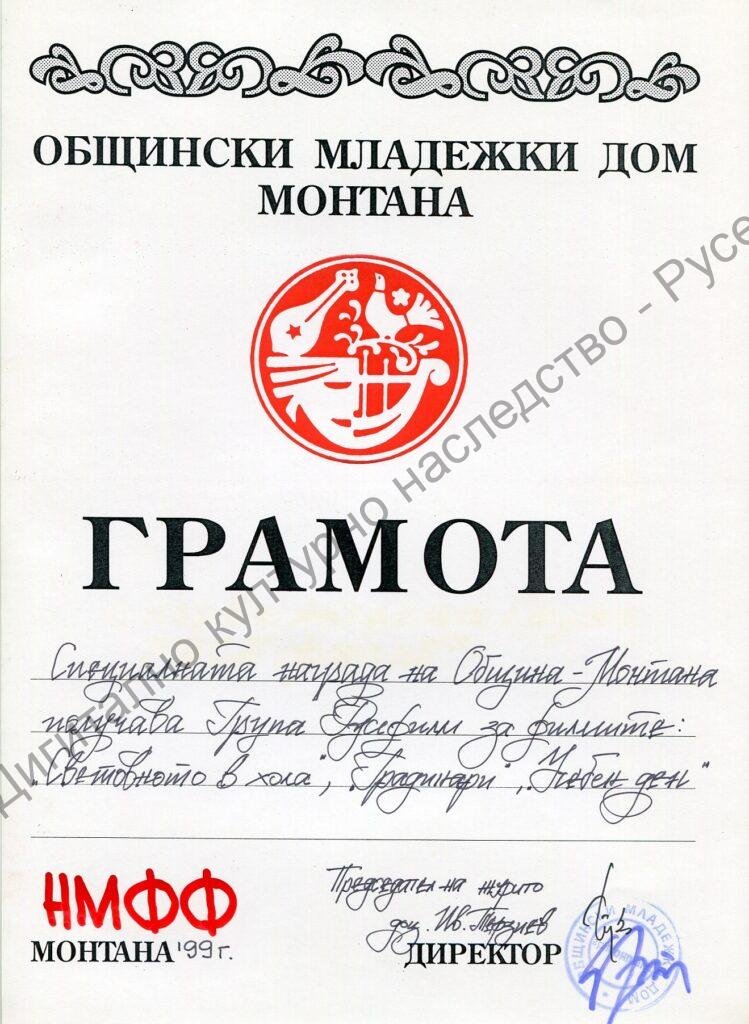 ОБЩИНСКИ МЛАДЕЖКИ ДОМ
МОНТАНА
ГРАМОТА
Специалната награда на Община-Монтана
получава Група Русефилм за филмите:
"Световното в хола", "Градинари", "Учебен ден"
НМФФ
МОНТАНА '99 г.
Председател на журито
доц. Ив. Терзиев
ДИРЕКТОР
Дигитално културно наследство - Русе